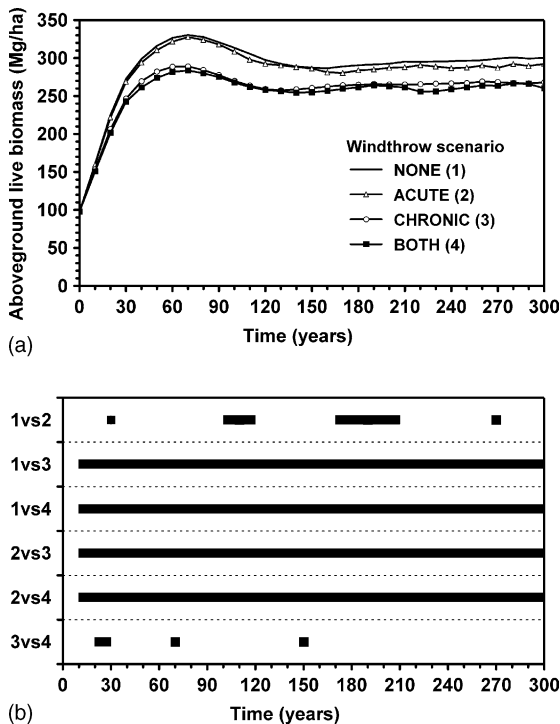 Aboveground live biomass (Mg/ha)
350
300
250
200
150
100
50
0
Windthrow scenario
NONE (1)
ACUTE (2)
CHRONIC (3)
BOTH (4)
0 30 60 90 120 150 180 210 240 270 300
Time (years)
(a)
1vs2
1vs3
1vs4
2vs3
2vs4
3vs4
0 30 60 90 120 150 180 210 240 270 300
Time (years)
(b)